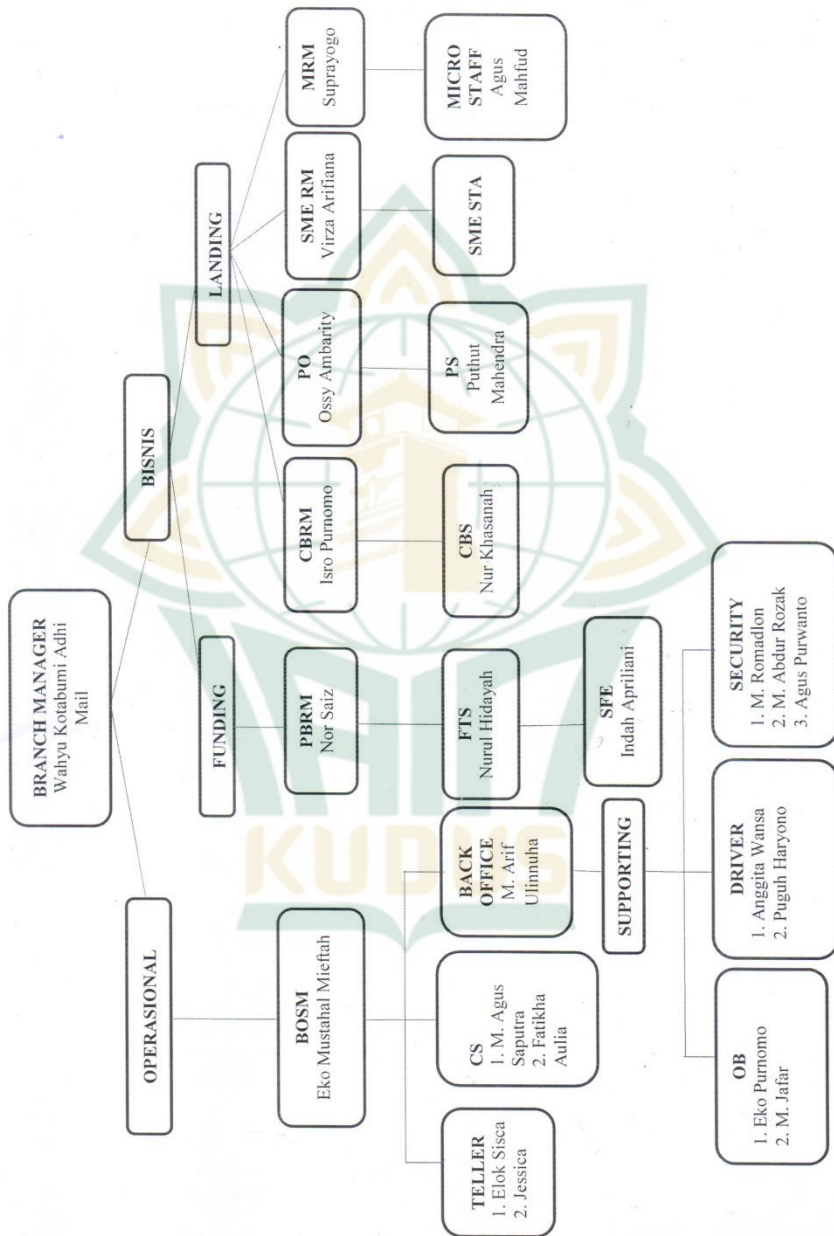 BRANCH MANAGER
Wahyu Kotabumi Adhi
Mail
OPERASIONAL
BISNIS
FUNDING
LANDING
BOSM
Eko Mustahal Mieftah
PBRM
Nor Saiz
CBRM
Isro Purnomo
PO
Ossy Ambarity
SME RM
Virza Arifiana
MRM
Suprayogo
TELLER
1. Elok Sisca
2. Jessica
CS
1. M. Agus
Saputra
2. Fatikha
Aulia
BACK
OFFICE
M. Arif
Ulinnuha
FTS
Nurul Hidayah
CBS
Nur Khasanah
PS
Puthut
Mahendra
SME STA
MICRO
STAFF
Agus
Mahfud
SUPPORTING
SFE
Indah Apriliani
OB
1. Eko Purnomo
2. M. Jafar
DRIVER
1. Anggita Wansa
2. Puguh Haryono
SECURITY
1. M. Romadlon
2. M. Abdur Rozak
3. Agus Purwanto
IAIN
KUDUS